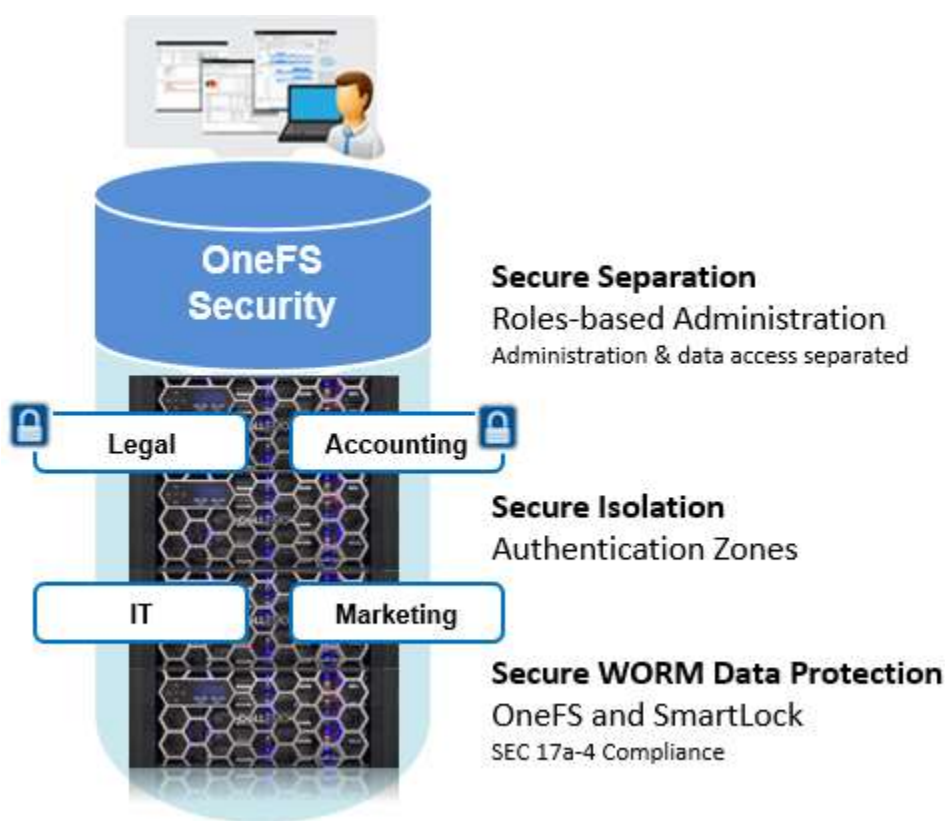 OneFS
Security
Secure Separation
Roles-based Administration
Administration & data access separated
Legal
Accounting
Secure Isolation
Authentication Zones
IT
Marketing
Secure WORM Data Protection
OneFS and SmartLock
SEC 17a-4 Compliance